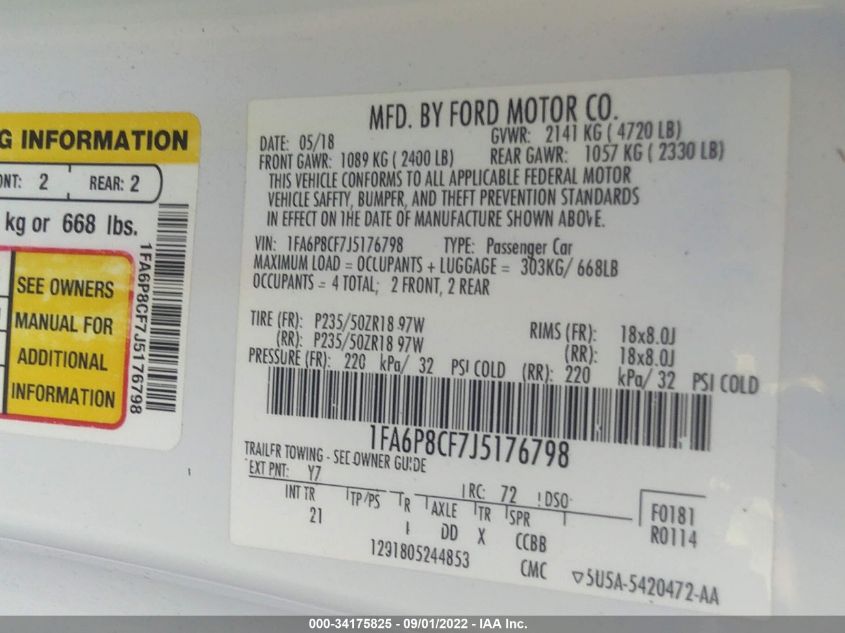 G INFORMATION
NT: 2 REAR: 2
kg or 668 lbs.
SEE OWNERS
MANUAL FOR
ADDITIONAL
INFORMATION
1FA6P8CF7J5176798
MFD. BY FORD MOTOR CO.
DATE: 05/18 GVWR: 2141 KG ( 4720 LB)
FRONT GAWR: 1089 KG ( 2400 LB) REAR GAWR: 1057 KG ( 2330 LB)
THIS VEHICLE CONFORMS TO ALL APPLICABLE FEDERAL MOTOR
VEHICLE SAFETY, BUMPER, AND THEFT PREVENTION STANDARDS
IN EFFECT ON THE DATE OF MANUFACTURE SHOWN ABOVE.
VIN: 1FA6P8CF7J5176798 TYPE: Passenger Car
MAXIMUM LOAD = OCCUPANTS + LUGGAGE = 303KG/ 668LB
OCCUPANTS = 4 TOTAL; 2 FRONT, 2 REAR
TIRE (FR): P235/50ZR18 97W RIMS (FR): 18x8.0J
(RR): P235/50ZR18 97W (RR): 18x8.0J
PRESSURE (FR): 220 kPa/ 32 PSI COLD (RR): 220 kPa/ 32 PSI COLD
1FA6P8CF7J5176798
TRAILER TOWING - SEE OWNER GUIDE
EXT PNT: Y7 RC: 72 DSO:
INT TR TP/PS R AXLE TR SPR
21 I DD X CCBB
F0181
R0114
1291805244853 CMC ▽5U5A-5420472-AA
000-34175825 - 09/01/2022 - IAA Inc.